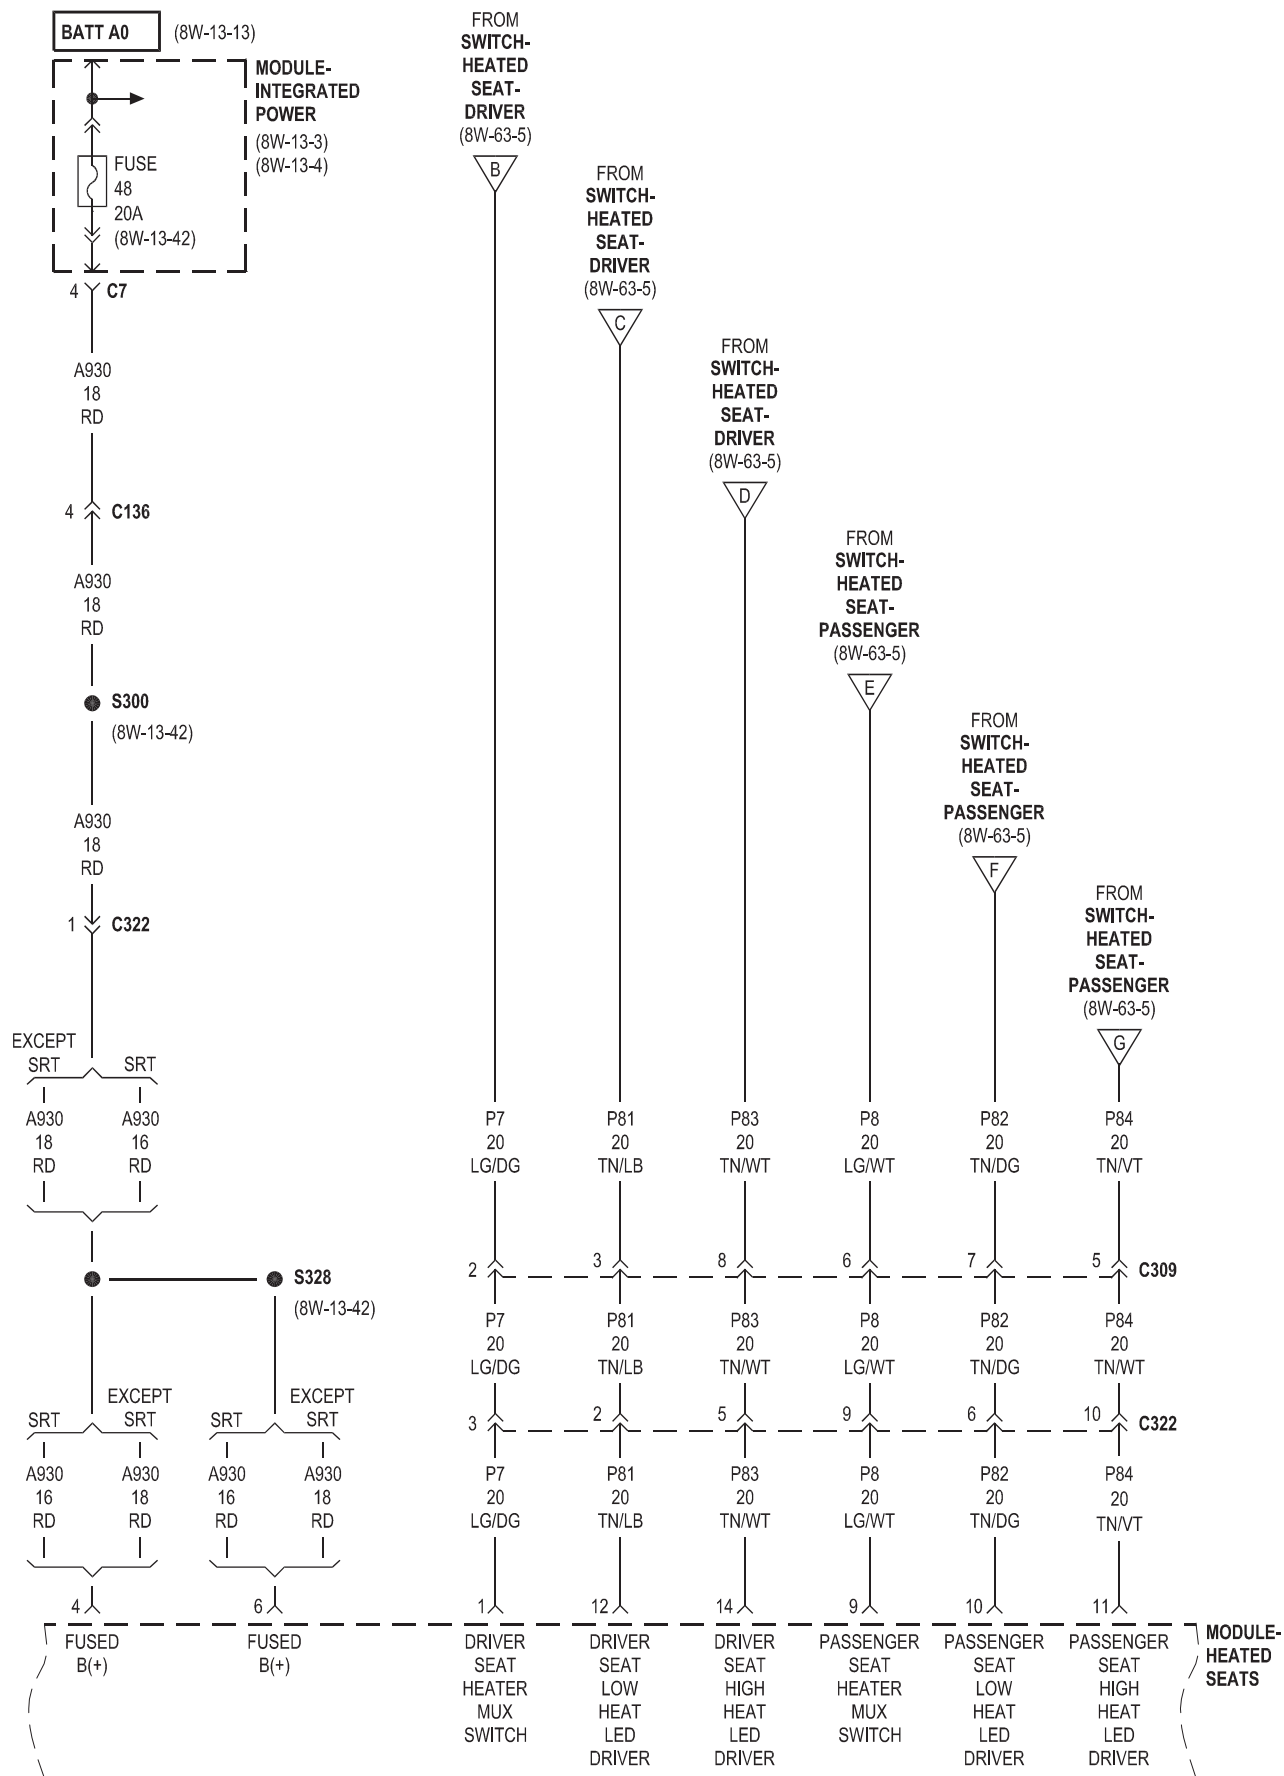 BATT A0 (8W-13-13)
MODULE-
INTEGRATED
POWER
(8W-13-3)
(8W-13-4)
FUSE
48
20A
(8W-13-42)
4 C7
A930
18
RD
4 C136
A930
18
RD
S300
(8W-13-42)
A930
18
RD
1 C322
EXCEPT
SRT SRT
A930 A930
18 16
RD RD
S328
(8W-13-42)
EXCEPT EXCEPT
SRT SRT SRT SRT
A930 A930 A930 A930
16 18 16 18
RD RD RD RD
4 6
FUSED FUSED
B(+) B(+)
FROM
SWITCH-
HEATED
SEAT-
DRIVER
(8W-63-5)
B
FROM
SWITCH-
HEATED
SEAT-
DRIVER
(8W-63-5)
C
FROM
SWITCH-
HEATED
SEAT-
DRIVER
(8W-63-5)
D
FROM
SWITCH-
HEATED
SEAT-
PASSENGER
(8W-63-5)
E
FROM
SWITCH-
HEATED
SEAT-
PASSENGER
(8W-63-5)
F
FROM
SWITCH-
HEATED
SEAT-
PASSENGER
(8W-63-5)
G
P7 P81 P83 P8 P82 P84
20 20 20 20 20 20
LG/DG TN/LB TN/WT LG/WT TN/DG TN/VT
2 3 8 6 7 5 C309
P7 P81 P83 P8 P82 P84
20 20 20 20 20 20
LG/DG TN/LB TN/WT LG/WT TN/DG TN/WT
3 2 5 9 6 10 C322
P7 P81 P83 P8 P82 P84
20 20 20 20 20 20
LG/DG TN/LB TN/WT LG/WT TN/DG TN/VT
1 12 14 9 10 11
DRIVER
SEAT
HEATER
MUX
SWITCH
DRIVER
SEAT
LOW
HEAT
LED
DRIVER
DRIVER
SEAT
HIGH
HEAT
LED
DRIVER
PASSENGER
SEAT
HEATER
MUX
SWITCH
PASSENGER
SEAT
LOW
HEAT
LED
DRIVER
PASSENGER
SEAT
HIGH
HEAT
LED
DRIVER
MODULE-
HEATED
SEATS